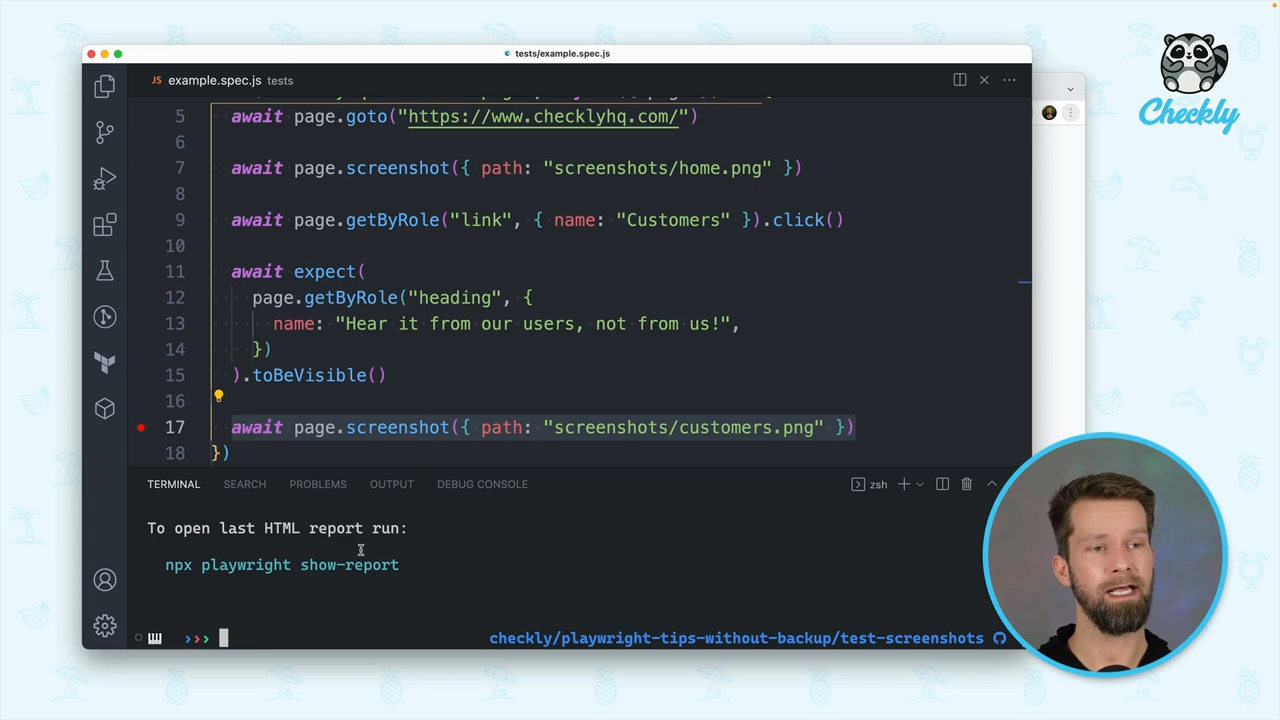 tests/example.spec.js
JS example.spec.js tests
5 await page.goto("https://www.checklyhq.com/")
6
7 await page.screenshot({ path: "screenshots/home.png" })
8
9 await page.getByRole("link", { name: "Customers" }).click()
10
11 await expect(
12 page.getByRole("heading", {
13 name: "Hear it from our users, not from us!",
14 })
15 ).toBeVisible()
16
17 await page.screenshot({ path: "screenshots/customers.png" })
18 })
TERMINAL SEARCH PROBLEMS OUTPUT DEBUG CONSOLE zsh
To open last HTML report run:
npx playwright show-report
>>> checkly/playwright-tips-without-backup/test-screenshots
Checkly